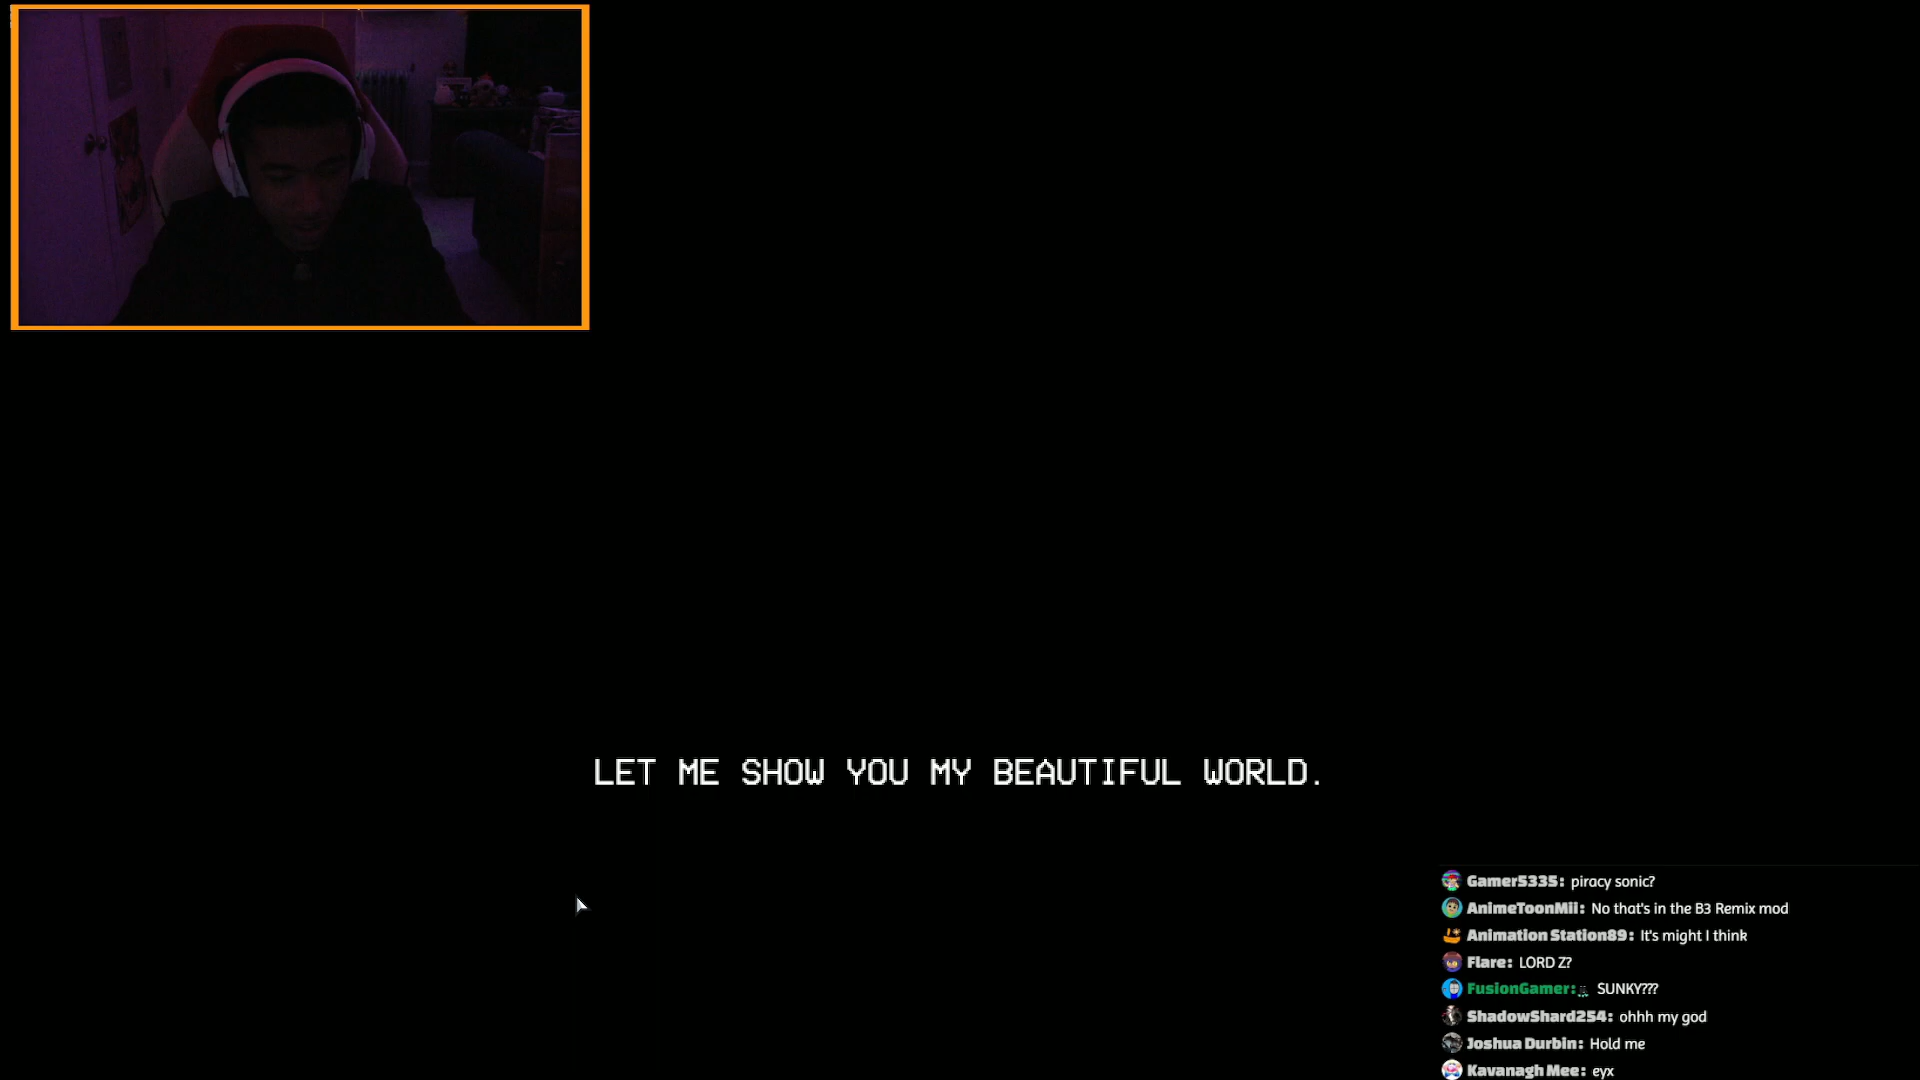 LET ME SHOW YOU MY BEAUTIFUL WORLD.
Gamer5335: piracy sonic?
AnimeToonMii: No that's in the B3 Remix mod
Animation Station89: It's might I think
Flare: LORD Z?
FusionGamer: SUNKY???
ShadowShard254: ohhh my god
Joshua Durbin: Hold me
Kavanagh Mee: eyx